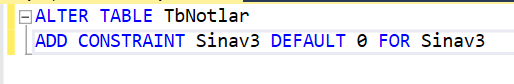 ALTER TABLE TbNotlar
ADD CONSTRAINT Sinav3 DEFAULT 0 FOR Sinav3